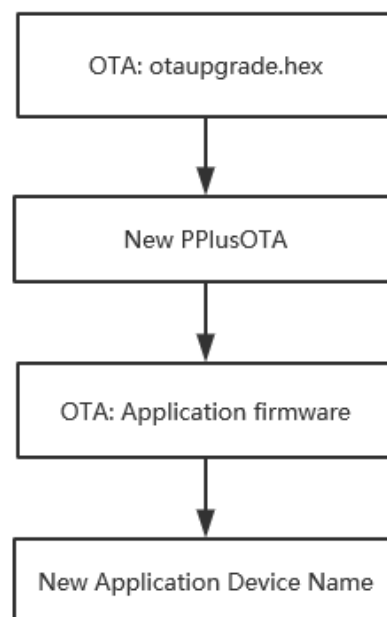 OTA: otaupgrade.hex
New PPlusOTA
OTA: Application firmware
New Application Device Name